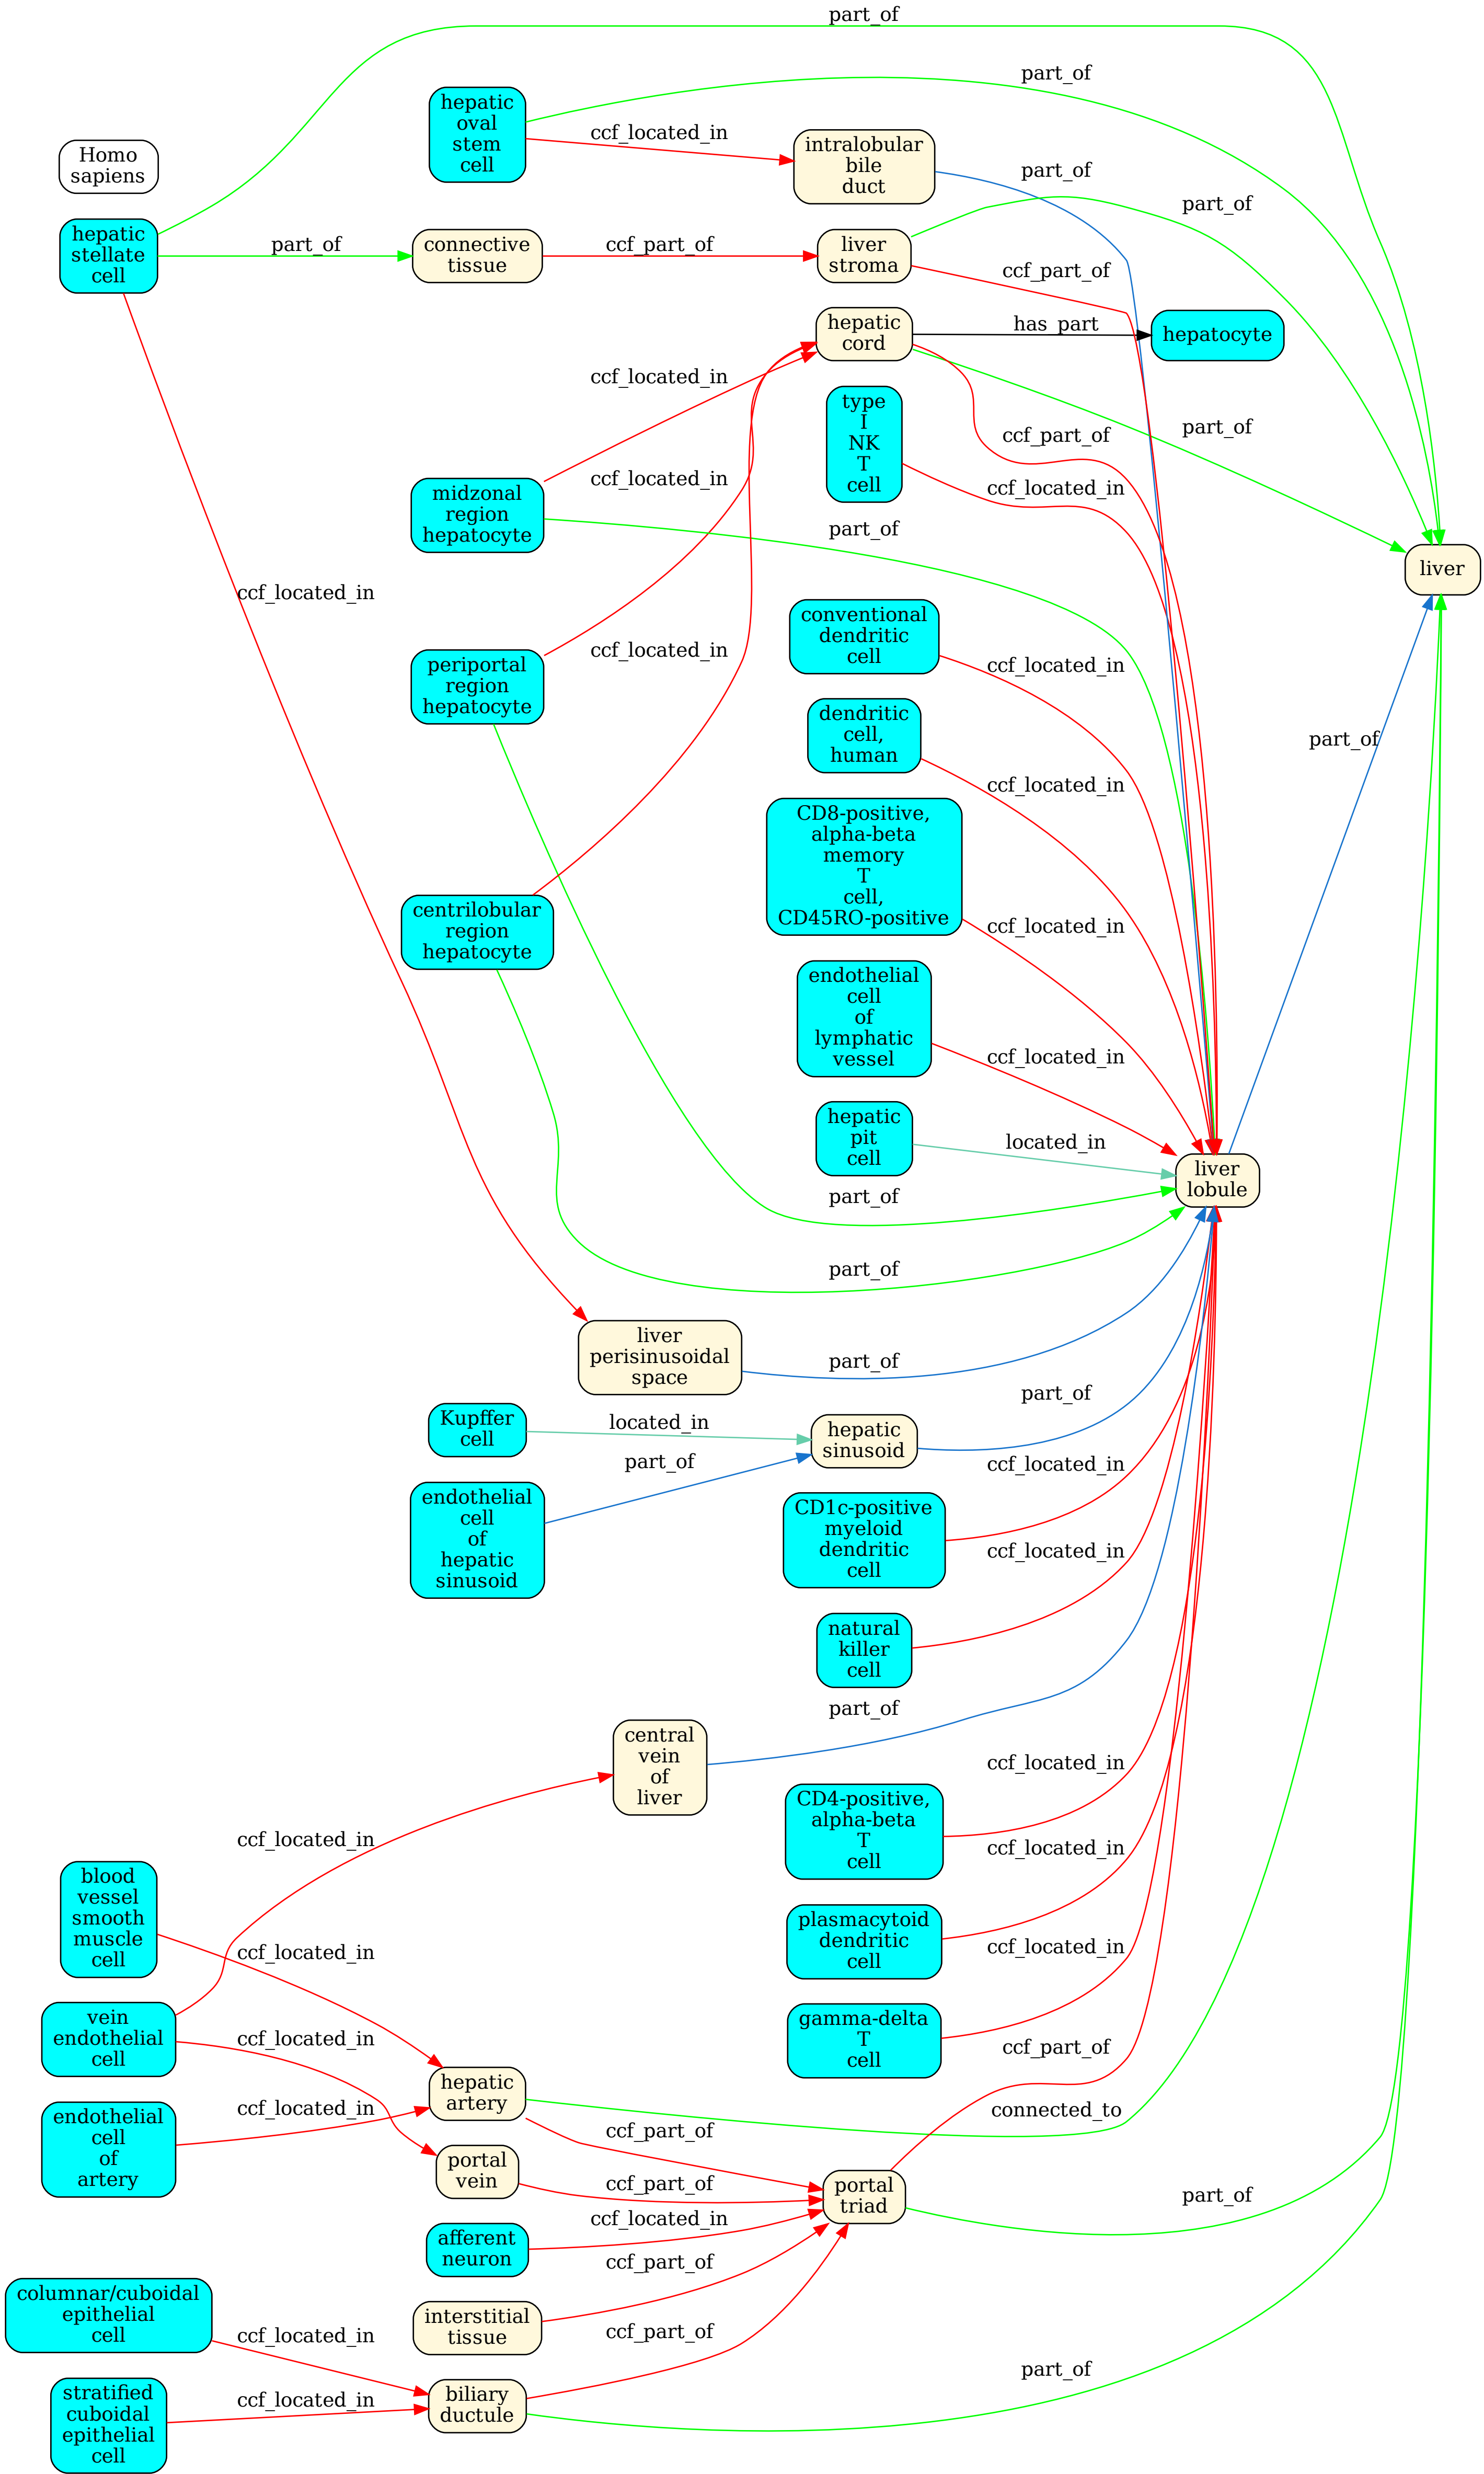 part_of
part_of
hepatic
oval
stem
cell
ccf_located_in
intralobular
bile
duct
part_of
Homo
sapiens
hepatic
stellate
cell
part_of
connective
tissue
ccf_part_of
liver
stroma
part_of
ccf_part_of
hepatic
cord
has_part
hepatocyte
ccf_located_in
type
I
NK
T
cell
ccf_part_of
part_of
midzonal
region
hepatocyte
ccf_located_in
ccf_located_in
part_of
liver
ccf_located_in
conventional
dendritic
cell
ccf_located_in
periportal
region
hepatocyte
ccf_located_in
dendritic
cell,
human
ccf_located_in
part_of
CD8-positive,
alpha-beta
memory
T
cell,
CD45RO-positive
ccf_located_in
centrilobular
region
hepatocyte
endothelial
cell
of
lymphatic
vessel
ccf_located_in
hepatic
pit
cell
located_in
liver
lobule
part_of
part_of
liver
perisinusoidal
space
part_of
Kupffer
cell
located_in
hepatic
sinusoid
part_of
endothelial
cell
of
hepatic
sinusoid
part_of
CD1c-positive
myeloid
dendritic
cell
ccf_located_in
natural
killer
cell
ccf_located_in
central
vein
of
liver
part_of
CD4-positive,
alpha-beta
T
cell
ccf_located_in
ccf_located_in
blood
vessel
smooth
muscle
cell
ccf_located_in
plasmacytoid
dendritic
cell
ccf_located_in
vein
endothelial
cell
ccf_located_in
gamma-delta
T
cell
ccf_located_in
endothelial
cell
of
artery
ccf_located_in
hepatic
artery
ccf_part_of
connected_to
ccf_part_of
portal
vein
ccf_part_of
portal
triad
part_of
afferent
neuron
ccf_located_in
interstitial
tissue
ccf_part_of
columnar/cuboidal
epithelial
cell
ccf_located_in
biliary
ductule
ccf_part_of
part_of
stratified
cuboidal
epithelial
cell
ccf_located_in